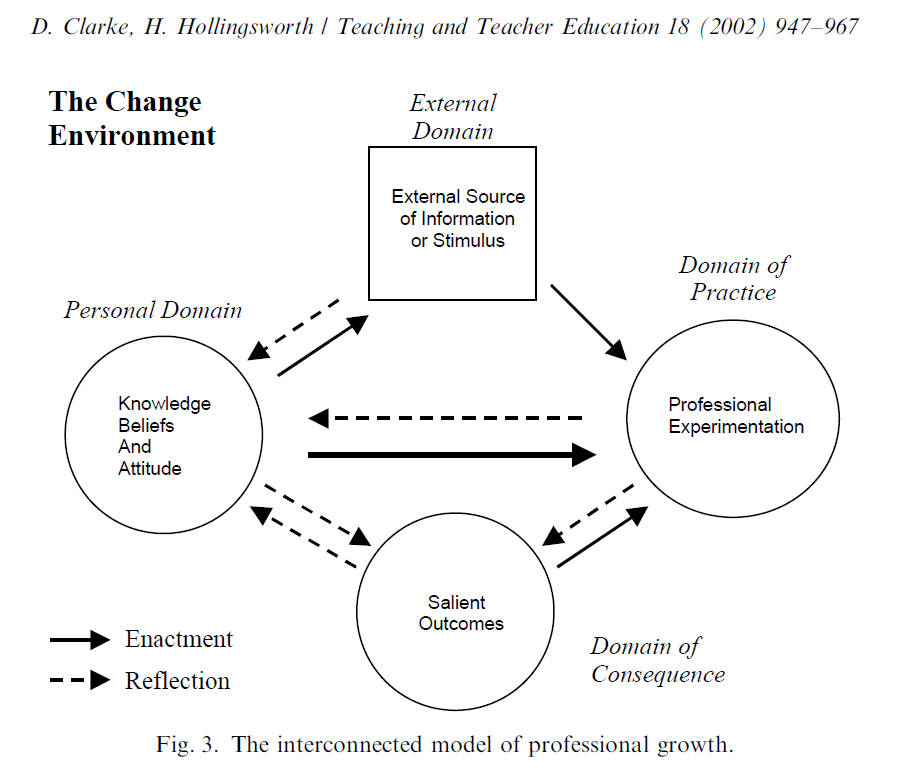 D. Clarke, H. Hollingsworth / Teaching and Teacher Education 18 (2002) 947–967
The Change
Environment
External
Domain
External Source
of Information
or Stimulus
Domain of
Practice
Personal Domain
Knowledge
Beliefs
And
Attitude
Professional
Experimentation
Salient
Outcomes
Domain of
Consequence
Enactment
Reflection
Fig. 3. The interconnected model of professional growth.